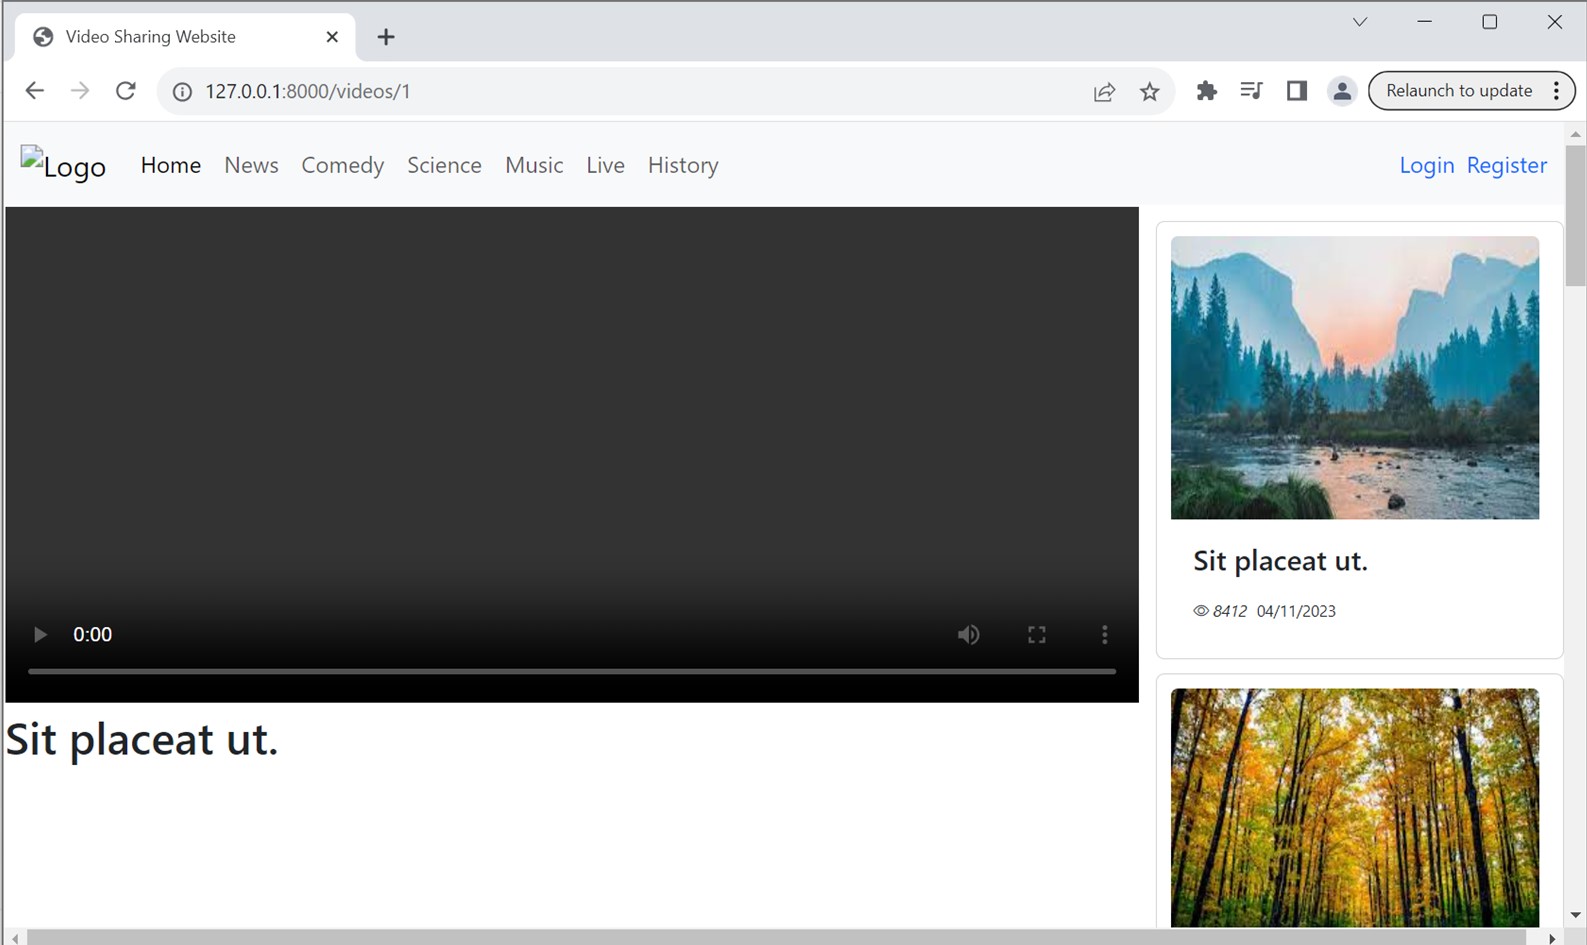 Video Sharing Website
127.0.0.1:8000/videos/1
Relaunch to update
Logo Home News Comedy Science Music Live History Login Register
0:00
Sit placeat ut.
Sit placeat ut.
8412 04/11/2023